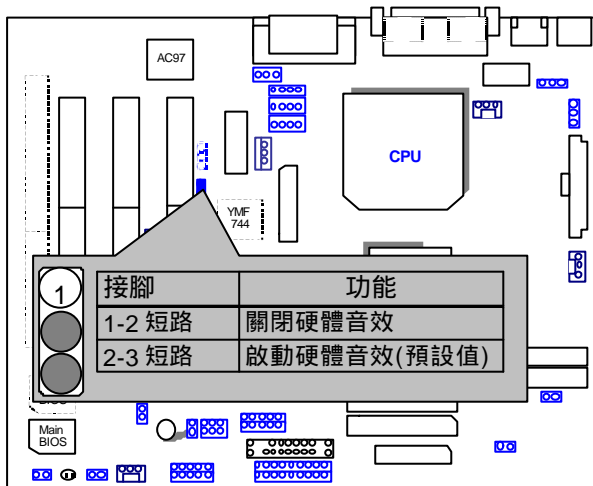 AC97
CPU
YMF
744
1
接腳 功能
1-2 短路 關閉硬體音效
2-3 短路 啟動硬體音效(預設值)
BIOS
Main
BIOS